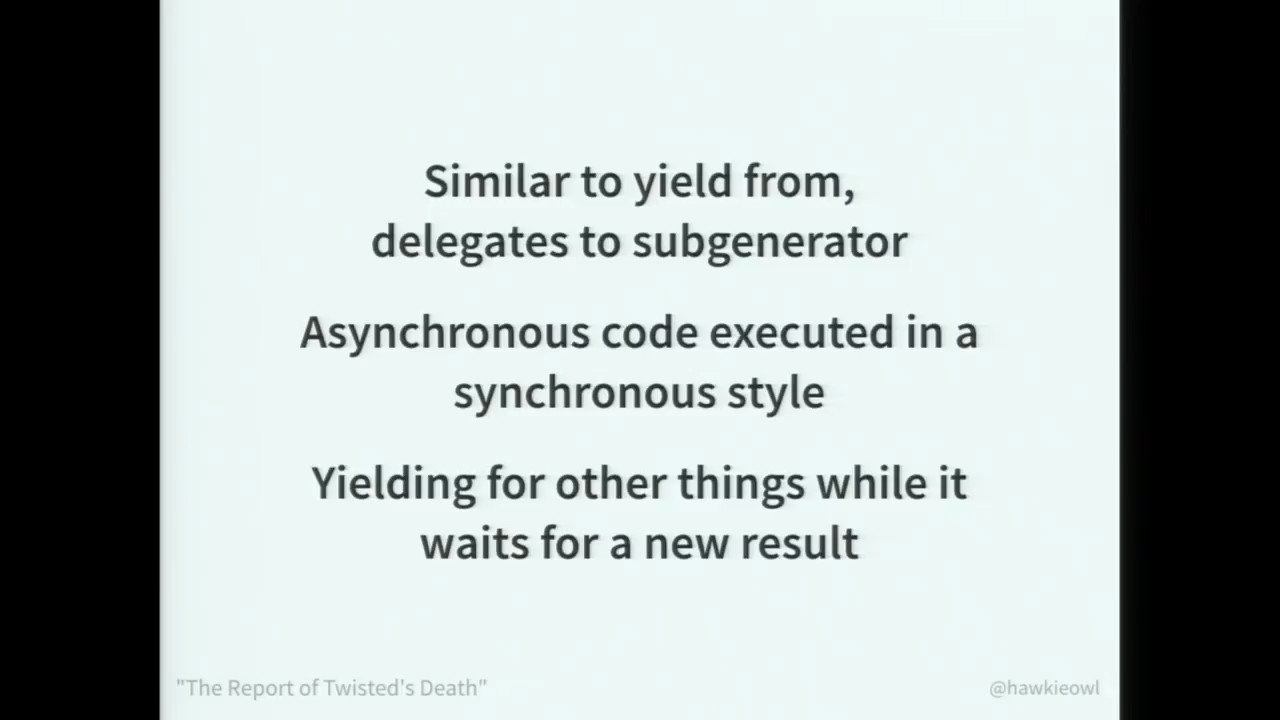 Similar to yield from,
delegates to subgenerator
Asynchronous code executed in a
synchronous style
Yielding for other things while it
waits for a new result
"The Report of Twisted's Death"
@hawkieowl